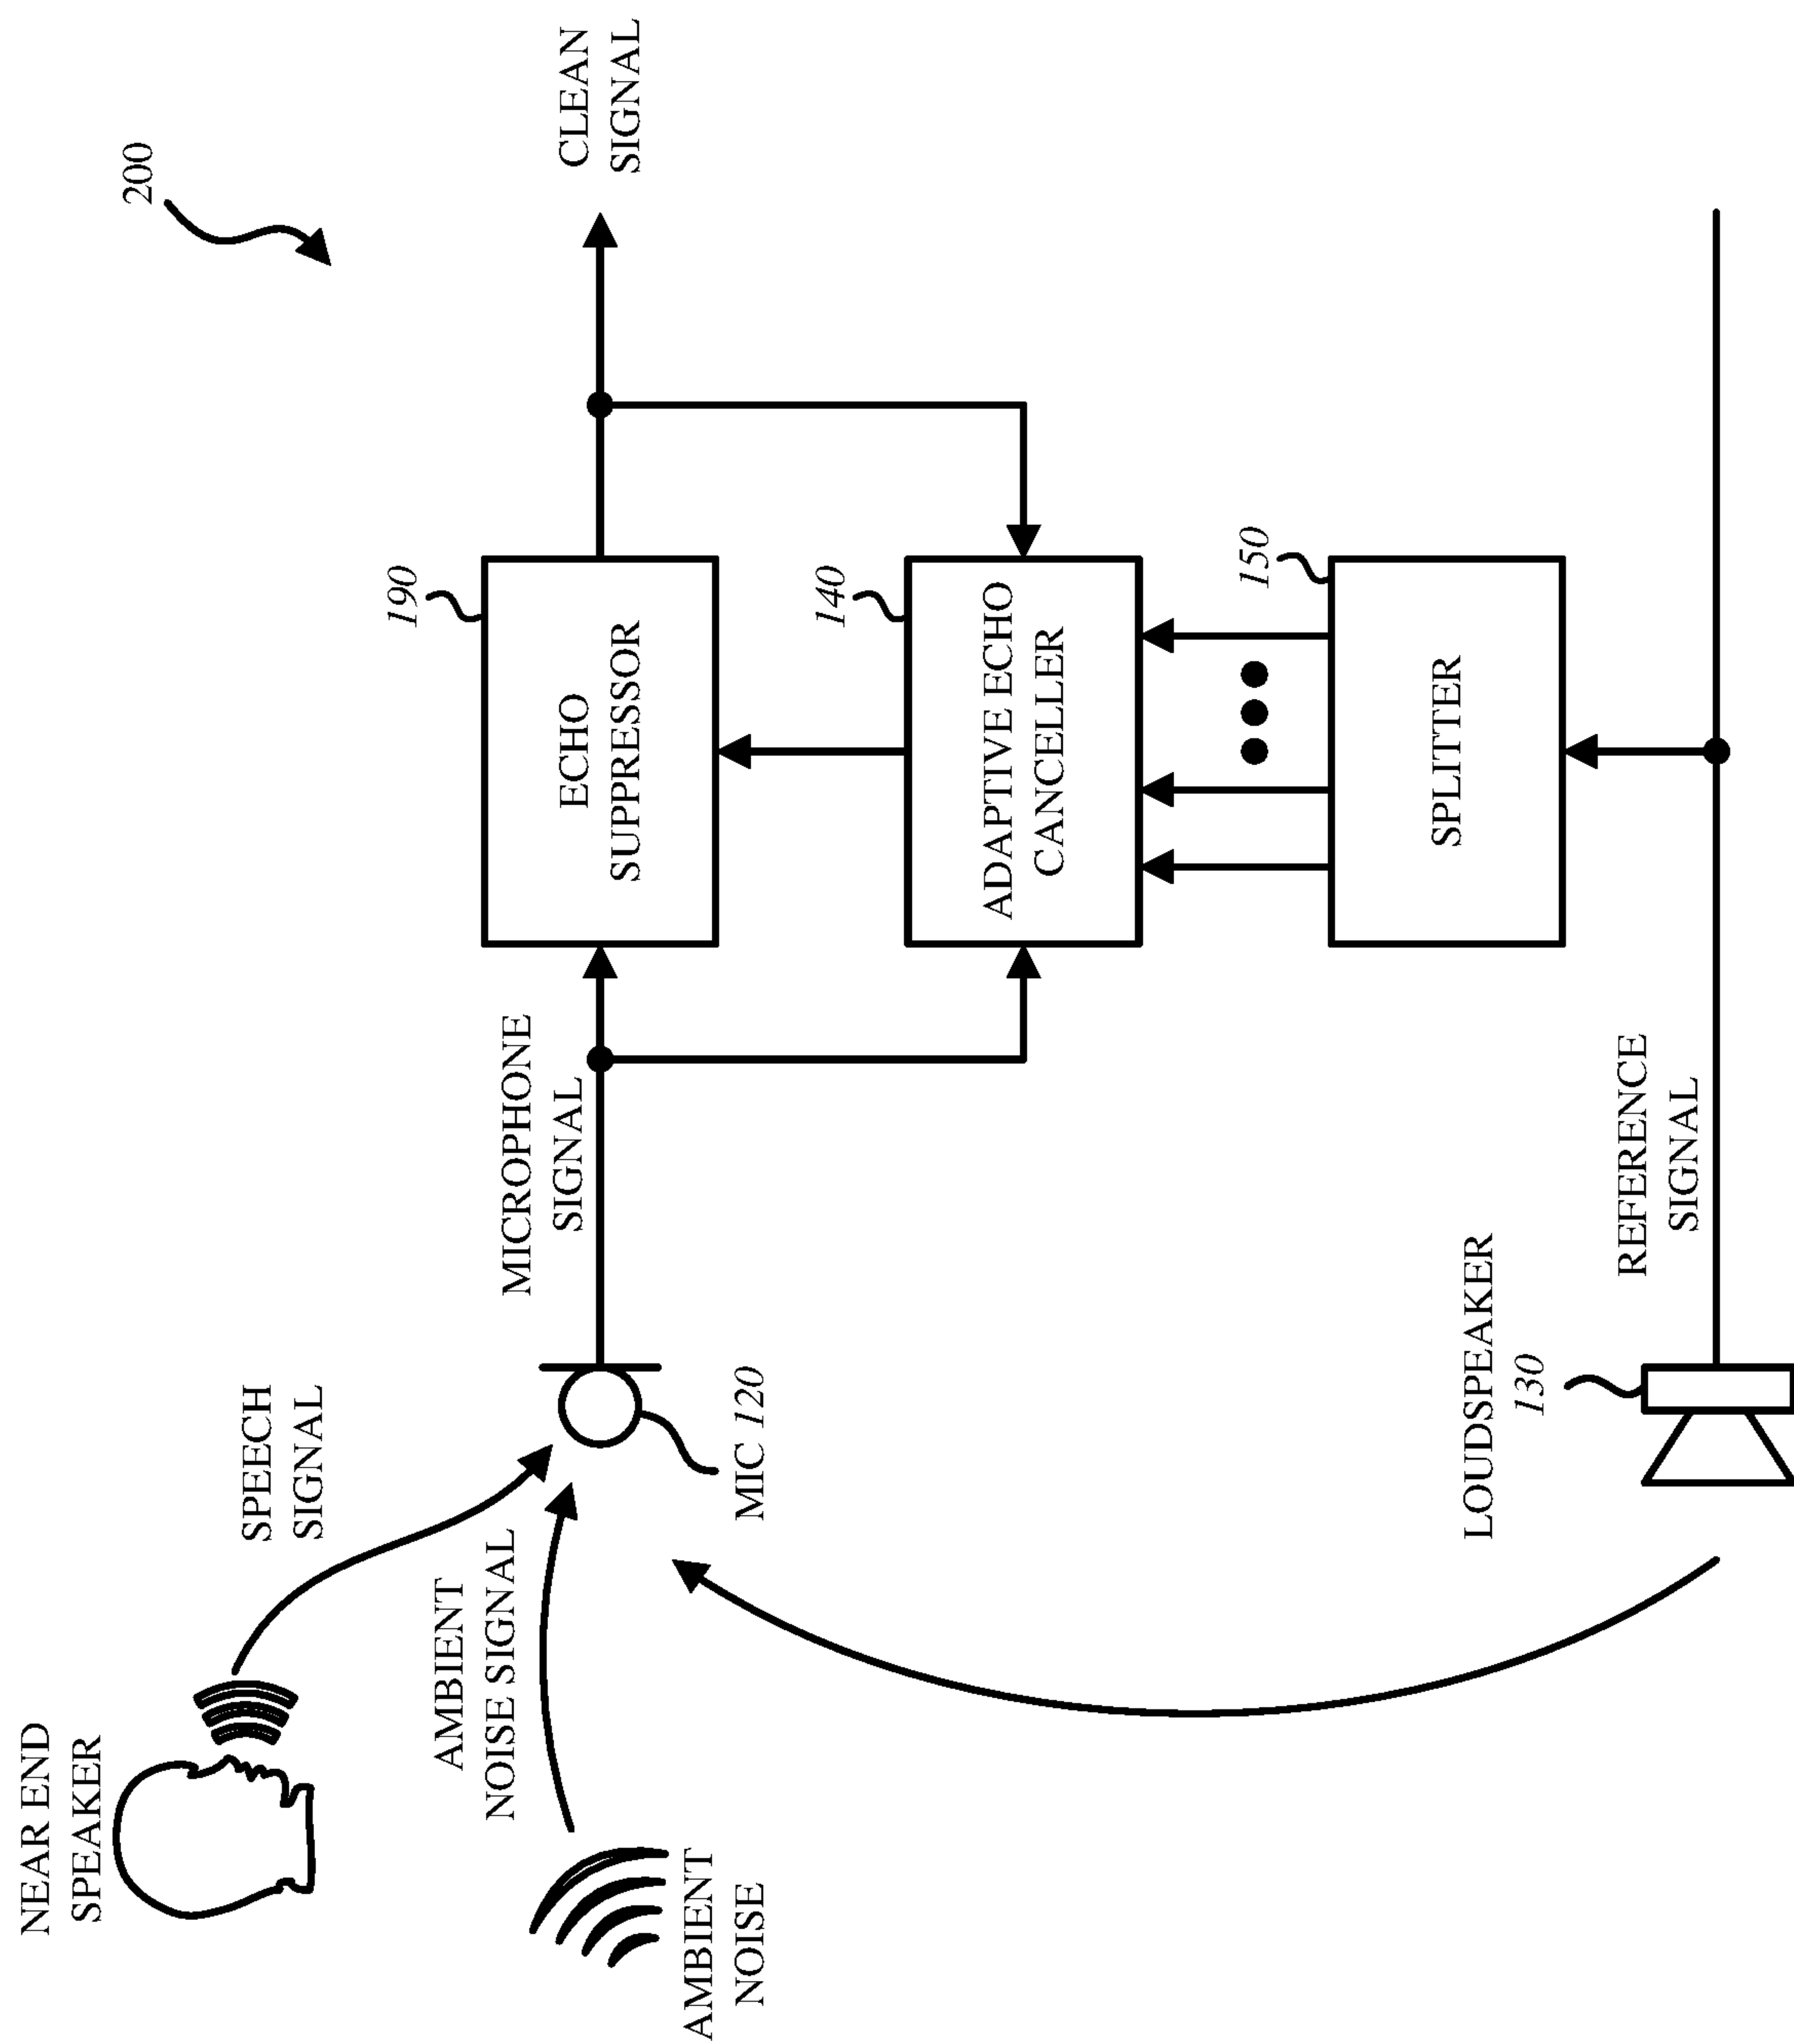 200
NEAR END
SPEAKER
SPEECH
SIGNAL
AMBIENT
NOISE SIGNAL
AMBIENT
NOISE
MIC 120
MICROPHONE
SIGNAL
190
ECHO
SUPPRESSOR
CLEAN
SIGNAL
140
ADAPTIVE ECHO
CANCELLER
150
SPLITTER
LOUDSPEAKER
130
REFERENCE
SIGNAL